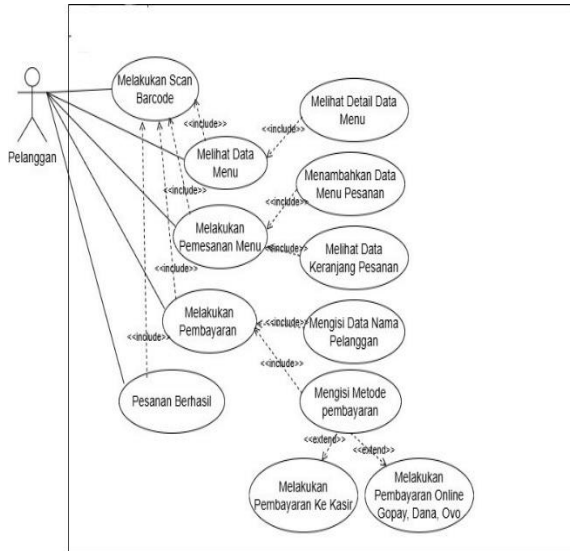 Melakukan Scan
Barcode
Pelanggan
<<include>>
Melihat Detail Data
Menu
<<include>>
Melihat Data
Menu
<<include>>
Menambahkan Data
Menu Pesanan
<<include>>
Melakukan
Pemesanan Menu
<<include>>
Melihat Data
Keranjang Pesanan
<<include>>
Melakukan
Pembayaran
<<include>>
Mengisi Data Nama
Pelanggan
<<include>>
<<include>>
Pesanan Berhasil
Mengisi Metode
pembayaran
<<extend>>
<<extend>>
Melakukan
Pembayaran Ke Kasir
Melakukan
Pembayaran Online
Gopay, Dana, Ovo